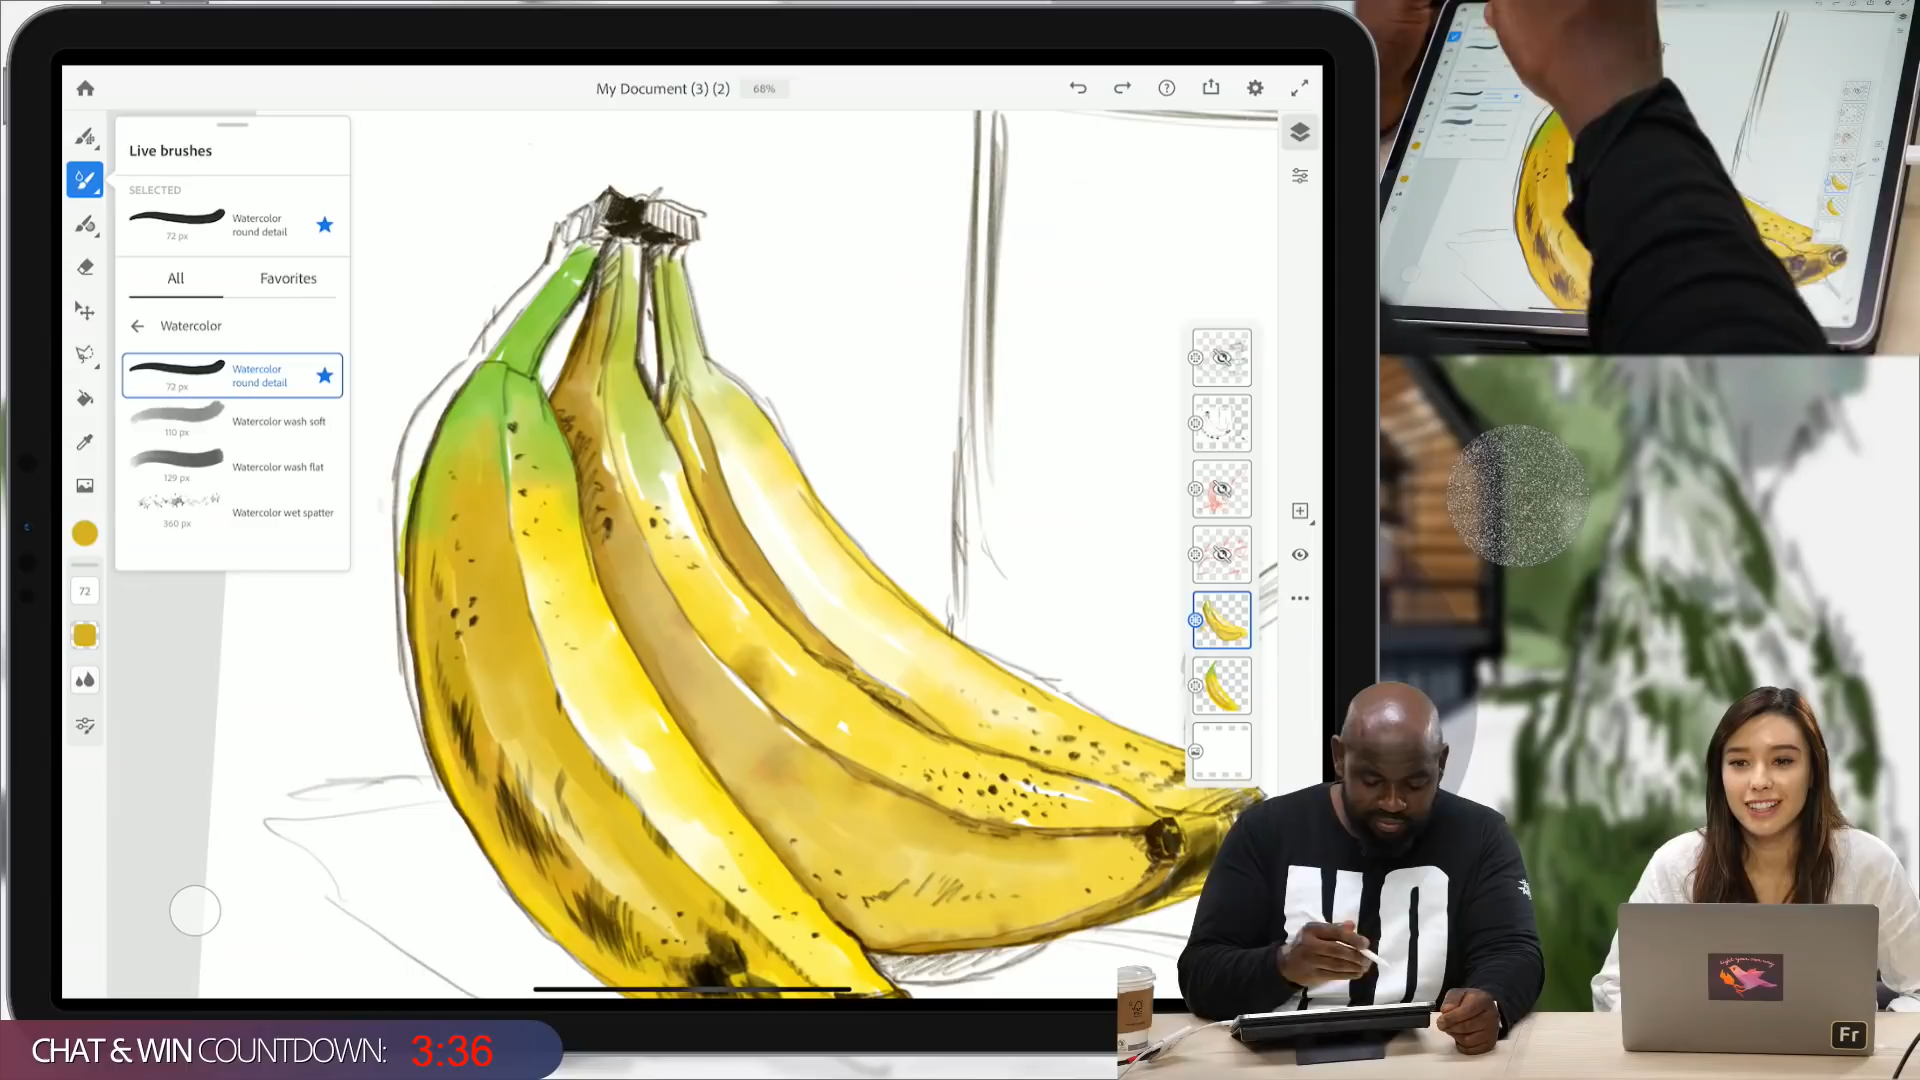 My Document (3) (2)
68%
Live brushes
SELECTED
Watercolor
round detail
72 px
All
Favorites
Watercolor
Watercolor
round detail
72 px
Watercolor wash soft
110 px
Watercolor wash flat
129 px
Watercolor wet spatter
360 px
72
CHAT & WIN COUNTDOWN: 3:36
Fr